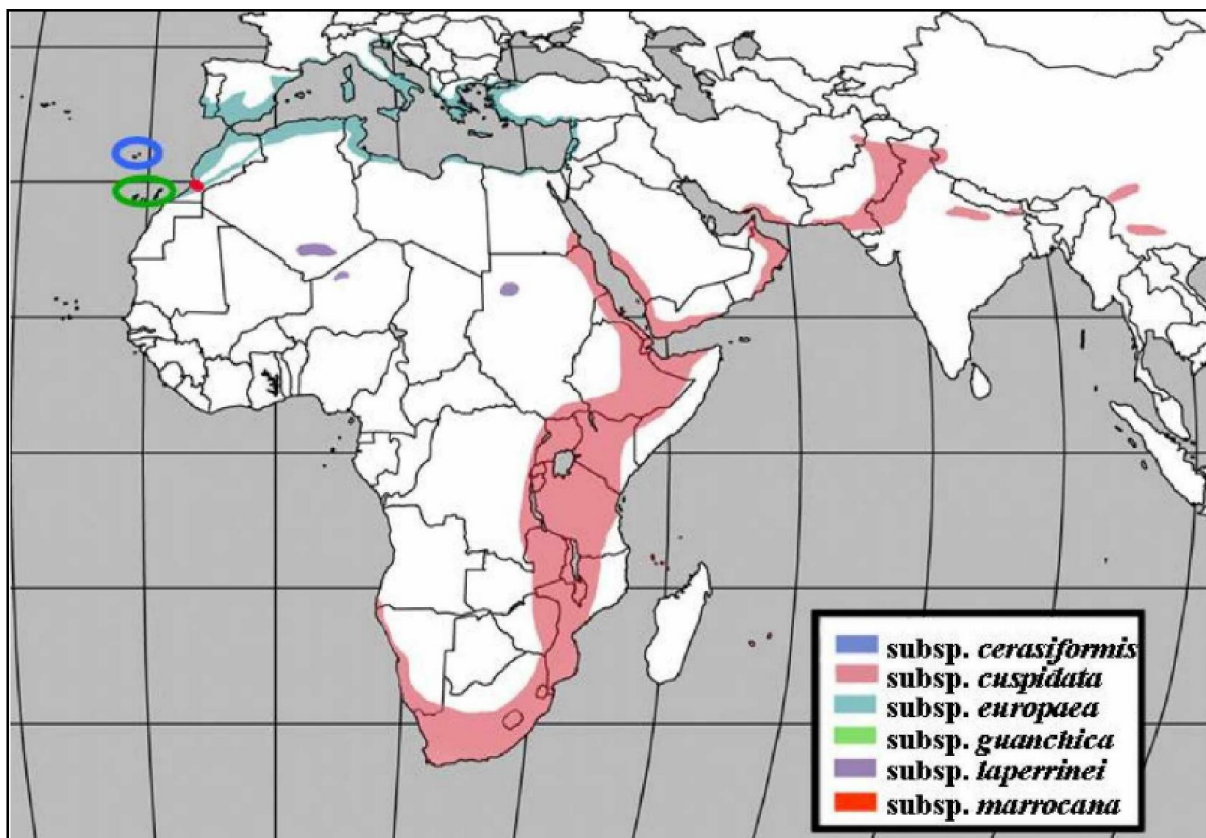 subsp. cerasiformis
subsp. cuspidata
subsp. europaea
subsp. guanchica
subsp. laperrinei
subsp. marrocana